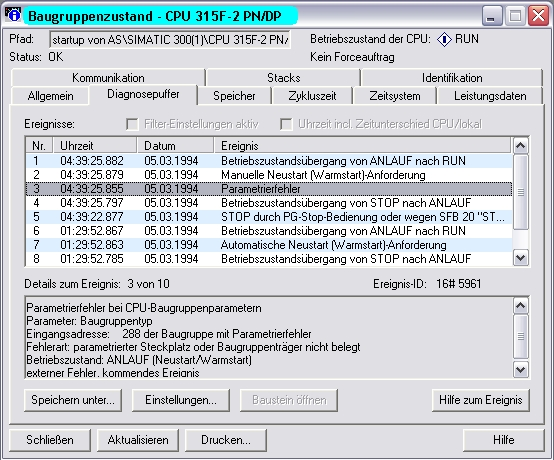 Baugruppenzustand - CPU 315F-2 PN/DP
Pfad: startup von AS\SIMATIC 300(1)\CPU 315F-2 PN/ Betriebszustand der CPU: RUN
Status: OK Kein Forceauftrag
Kommunikation Stacks Identifikation
Allgemein Diagnosepuffer Speicher Zykluszeit Zeitsystem Leistungsdaten
Ereignisse: Filter-Einstellungen aktiv Uhrzeit incl. Zeitunterschied CPU/lokal
Nr. Uhrzeit Datum Ereignis
1 04:39:25.882 05.03.1994 Betriebszustandsübergang von ANLAUF nach RUN
2 04:39:25.879 05.03.1994 Manuelle Neustart (Warmstart)-Anforderung
3 04:39:25.855 05.03.1994 Parametrierfehler
4 04:39:25.797 05.03.1994 Betriebszustandsübergang von STOP nach ANLAUF
5 04:39:22.877 05.03.1994 STOP durch PG-Stop-Bedienung oder wegen SFB 20 "ST...
6 01:29:52.867 05.03.1994 Betriebszustandsübergang von ANLAUF nach RUN
7 01:29:52.863 05.03.1994 Automatische Neustart (Warmstart)-Anforderung
8 01:29:52.785 05.03.1994 Betriebszustandsübergang von STOP nach ANLAUF
Details zum Ereignis: 3 von 10 Ereignis-ID: 16# 5961
Parametrierfehler bei CPU-Baugruppenparametern
Parameter: Baugruppentyp
Eingangsadresse: 288 der Baugruppe mit Parametrierfehler
Fehlerart: parametrierter Steckplatz oder Baugruppenträger nicht belegt
Betriebszustand: ANLAUF (Neustart/Warmstart)
externer Fehler, kommendes Ereignis
Speichern unter... Einstellungen... Baustein öffnen Hilfe zum Ereignis
Schließen Aktualisieren Drucken... Hilfe